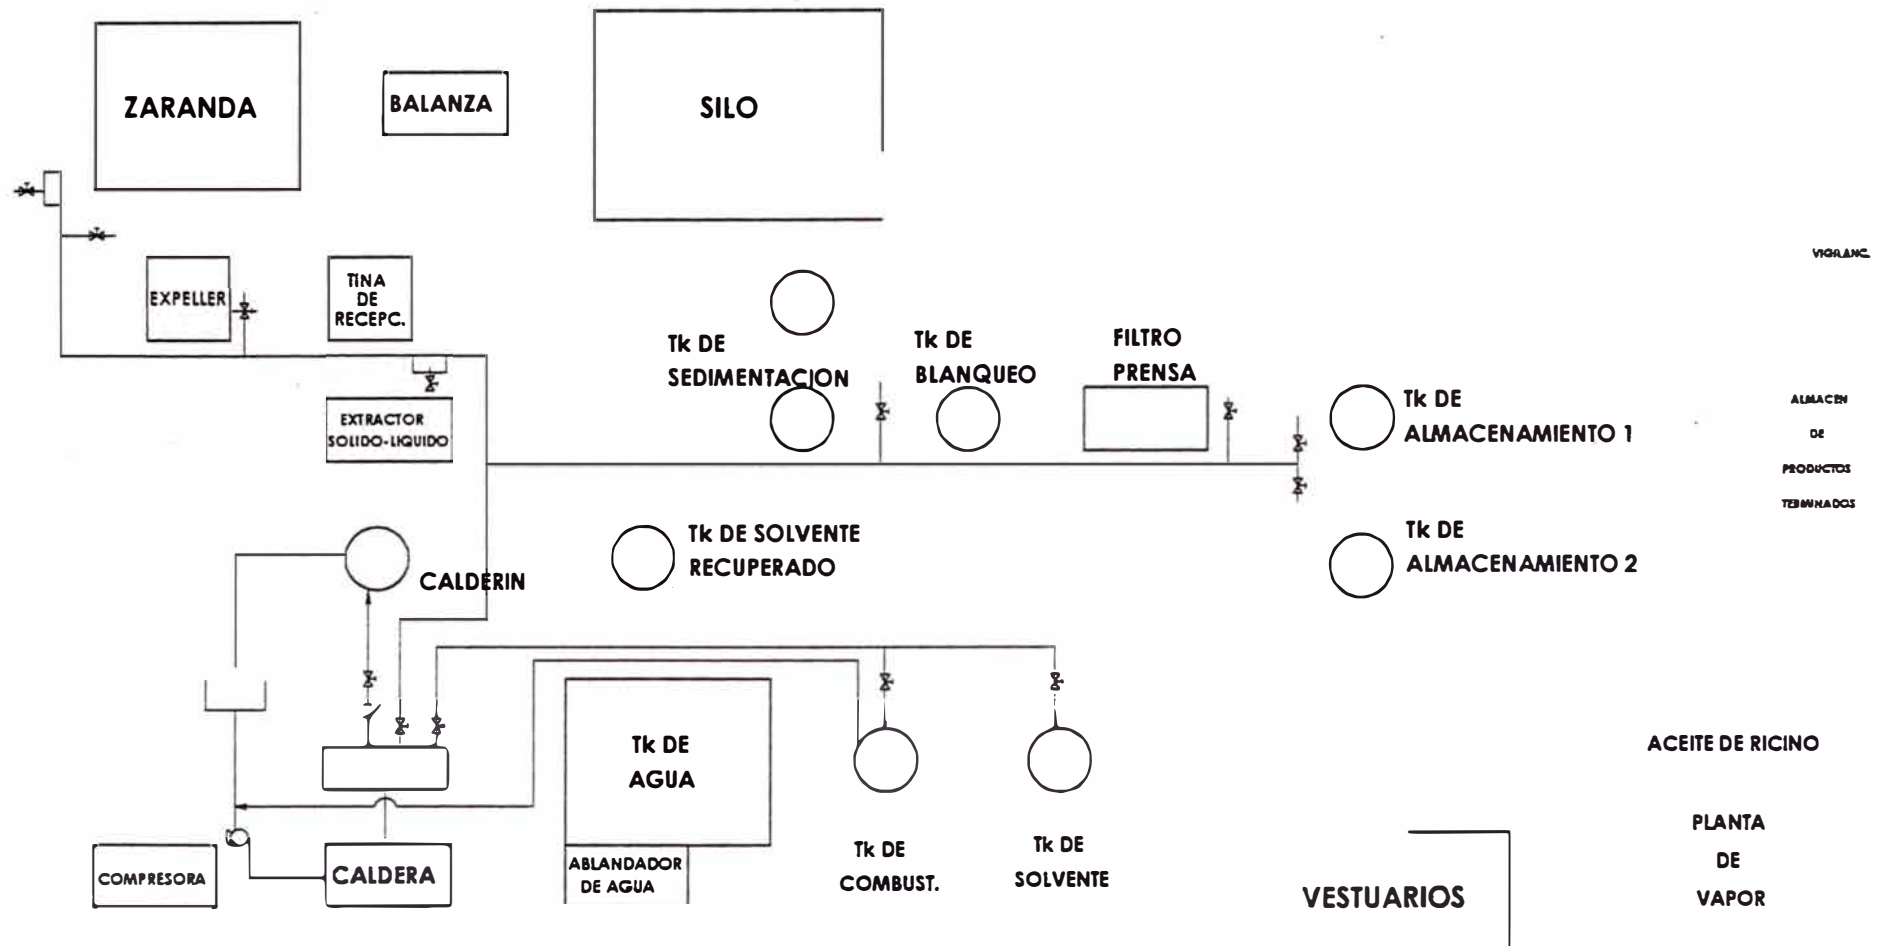 ZARANDA
BALANZA
SILO
VIGILANC.
EXPELLER
TINA
DE
RECEPC.
Tk DE
SEDIMENTACION
Tk DE
BLANQUEO
FILTRO
PRENSA
EXTRACTOR
SOLIDO-LIQUIDO
Tk DE
ALMACENAMIENTO 1
ALMACEN
DE
PRODUCTOS
TERMINADOS
CALDERIN
Tk DE SOLVENTE
RECUPERADO
Tk DE
ALMACENAMIENTO 2
Tk DE
AGUA
ABLANDADOR
DE AGUA
COMPRESORA
CALDERA
Tk DE
COMBUST.
Tk DE
SOLVENTE
VESTUARIOS
ACEITE DE RICINO
PLANTA
DE
VAPOR